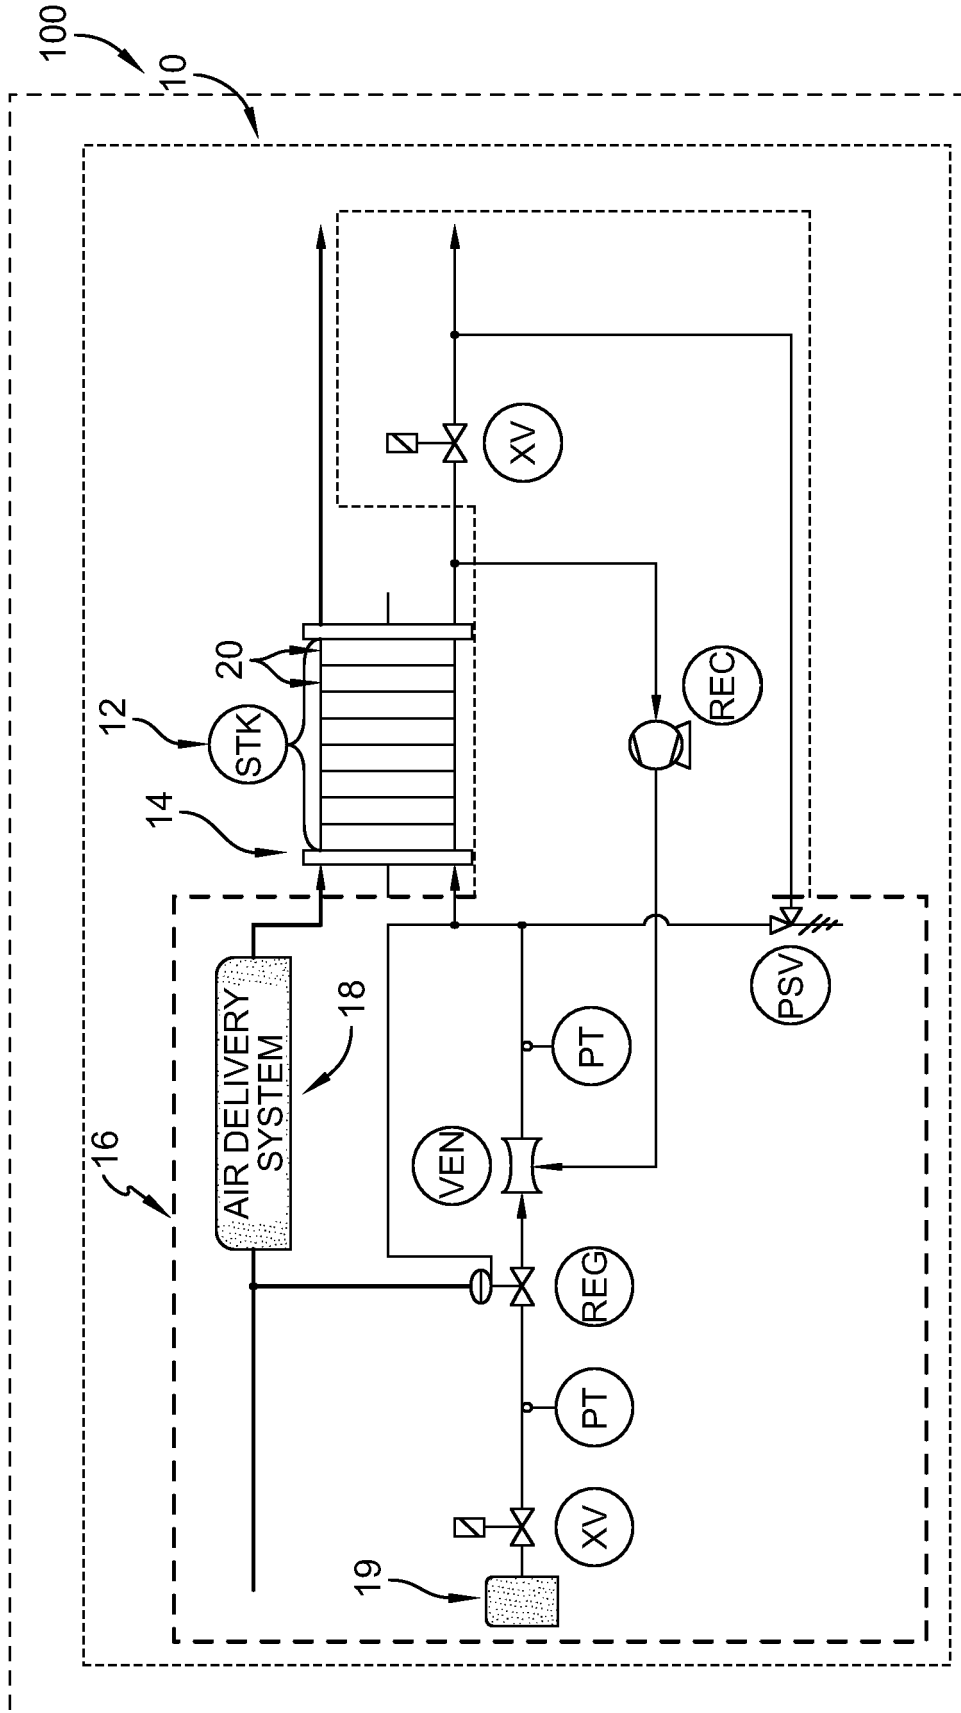 100
10
12
STK
20
14
XV
16
AIR DELIVERY
SYSTEM
18
REC
VEN
PT
PSV
REG
PT
19
XV